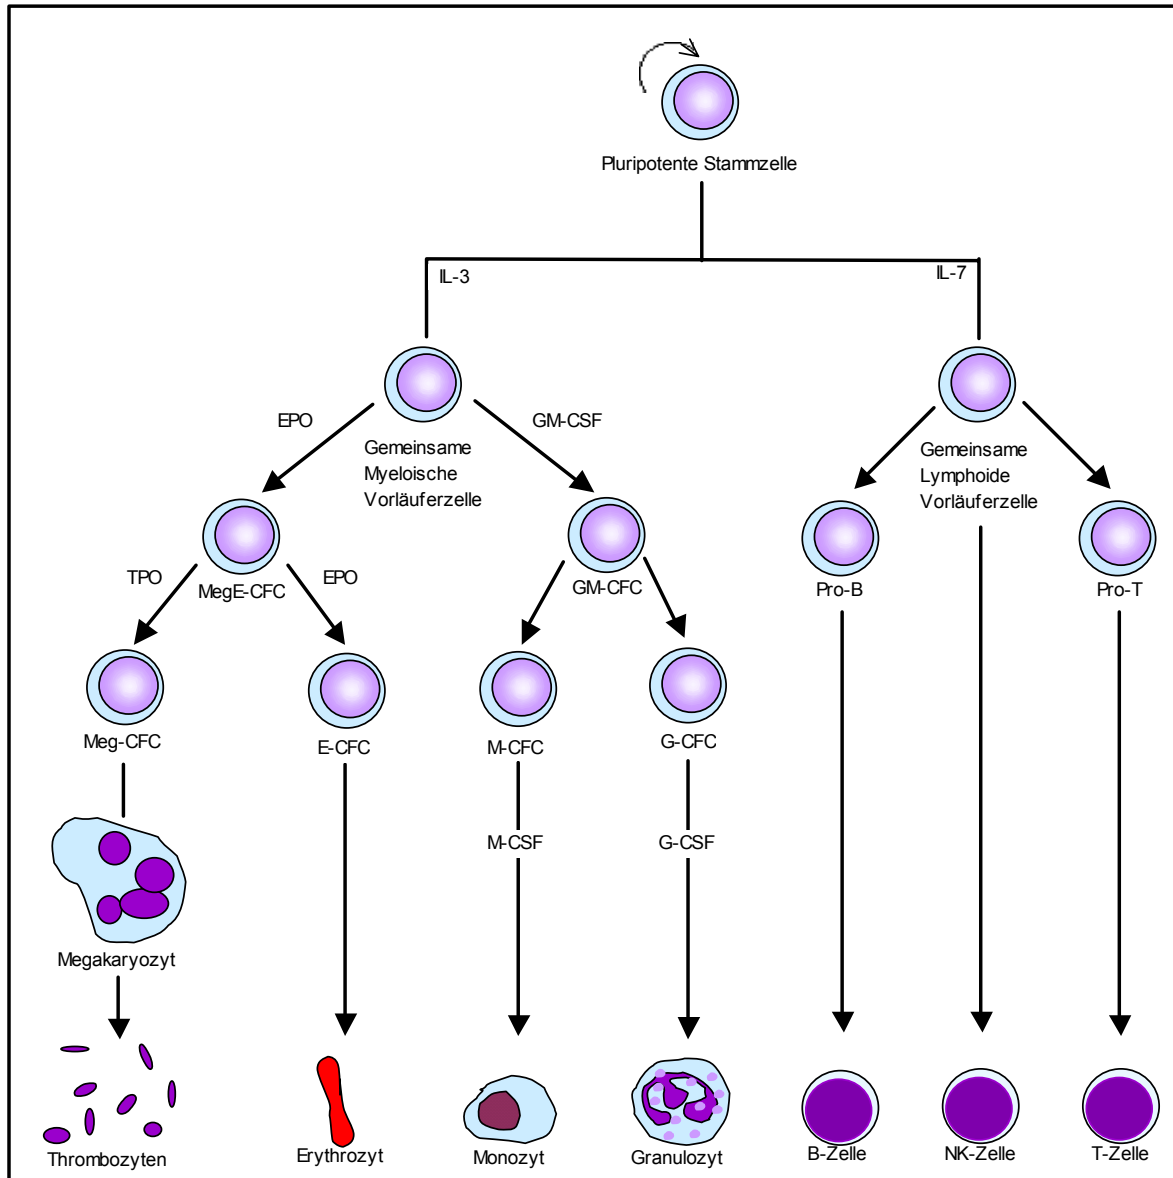 Pluripotente Stammzelle
IL-3
IL-7
EPO
GM-CSF
Gemeinsame
Myeloische
Vorläuferzelle
Gemeinsame
Lymphoide
Vorläuferzelle
TPO
MegE-CFC
EPO
GM-CFC
Pro-B
Pro-T
Meg-CFC
E-CFC
M-CFC
G-CFC
M-CSF
G-CSF
Megakaryozyt
Thrombozyten
Erythrozyt
Monozyt
Granulozyt
B-Zelle
NK-Zelle
T-Zelle